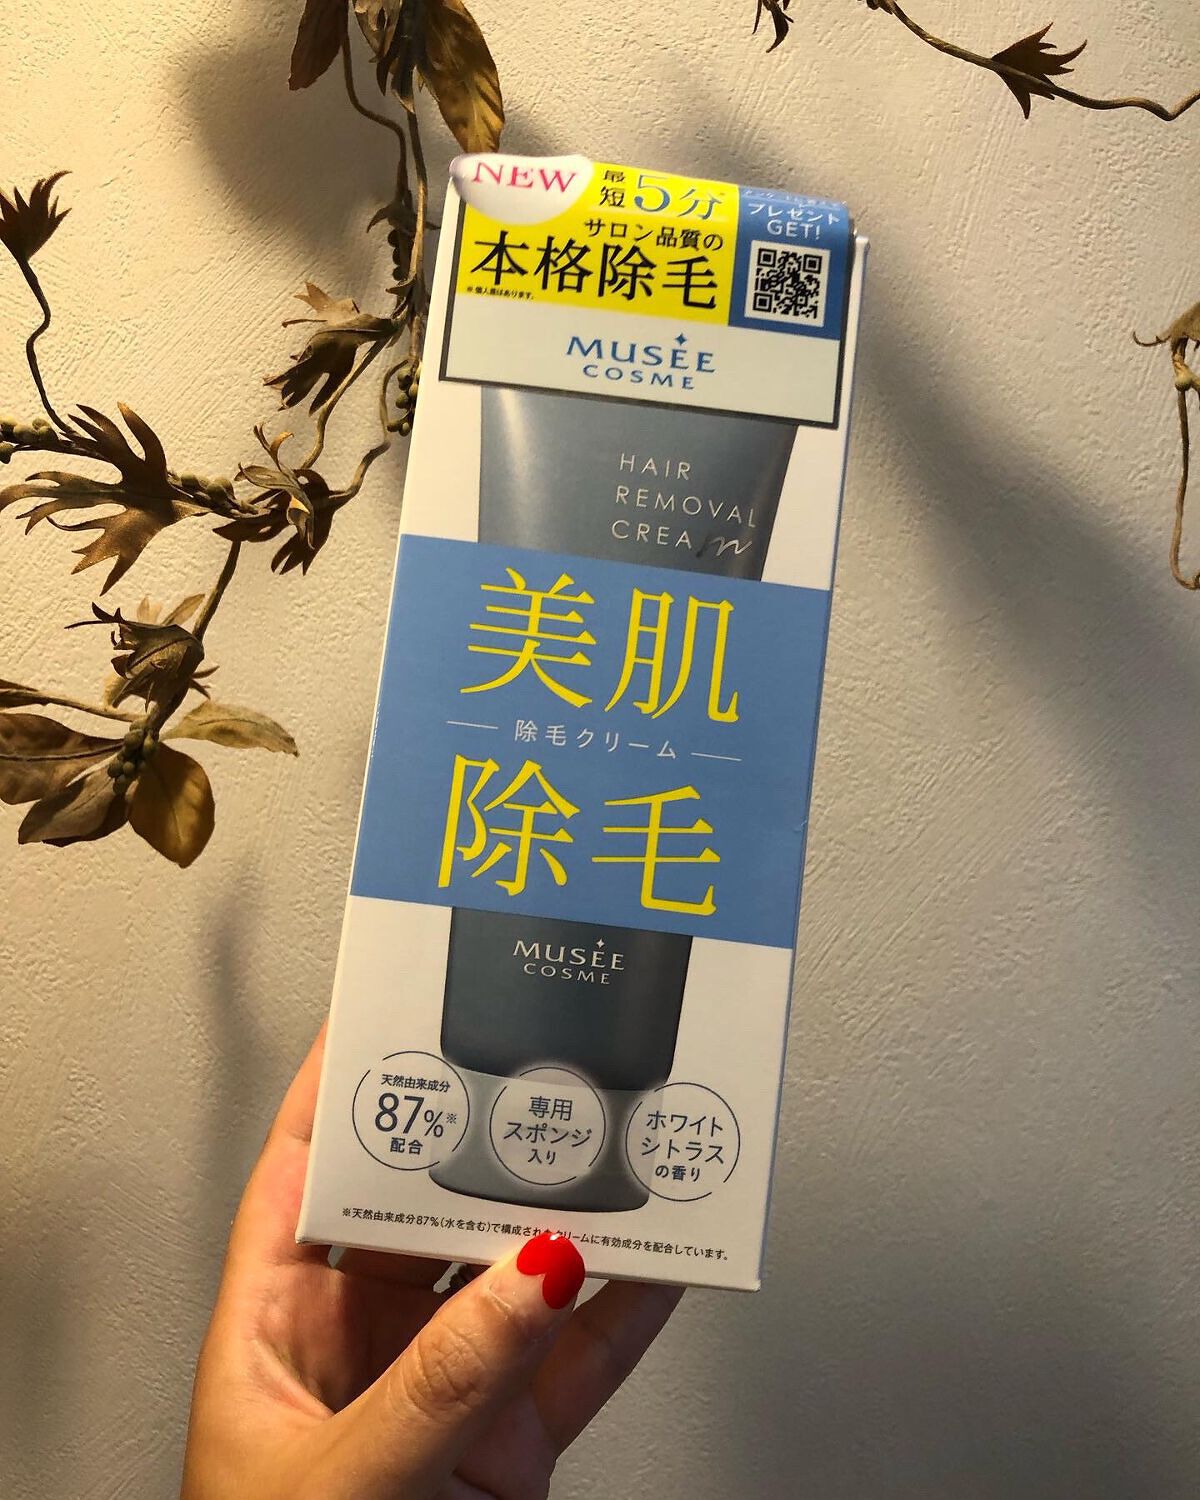 NEW
最短5分
サロン品質の
本格除毛
※個人差はあります。
プレゼント
GET!
MUSÉE
COSME
HAIR
REMOVAL
CREAM
美肌
除毛クリーム
除毛
MUSÉE
COSME
天然由来成分
87%※
配合
専用
スポンジ
入り
ホワイト
シトラス
の香り
※天然由来成分87%(水を含む)で構成された クリームに有効成分を配合しています。